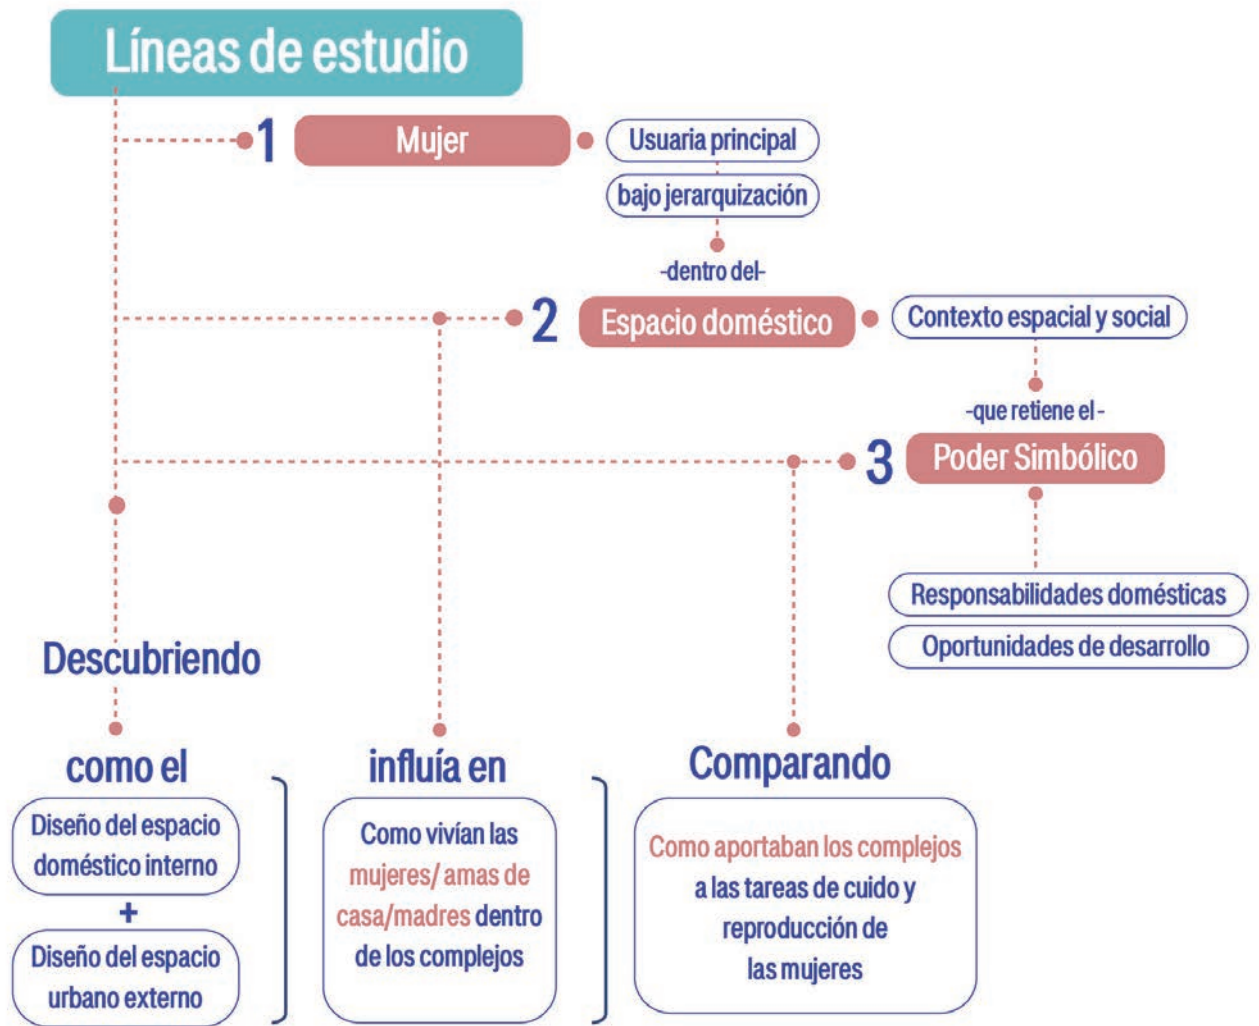 Líneas de estudio
1
Mujer
Usuaria principal
bajo jerarquización
-dentro del-
2
Espacio doméstico
Contexto espacial y social
-que retiene el -
3
Poder Simbólico
Responsabilidades domésticas
Oportunidades de desarrollo
Descubriendo
como el
Diseño del espacio
doméstico interno
+
Diseño del espacio
urbano externo
influía en
Como vivían las
mujeres/ amas de
casa/madres dentro
de los complejos
Comparando
Como aportaban los complejos
a las tareas de cuido y
reproducción de
las mujeres